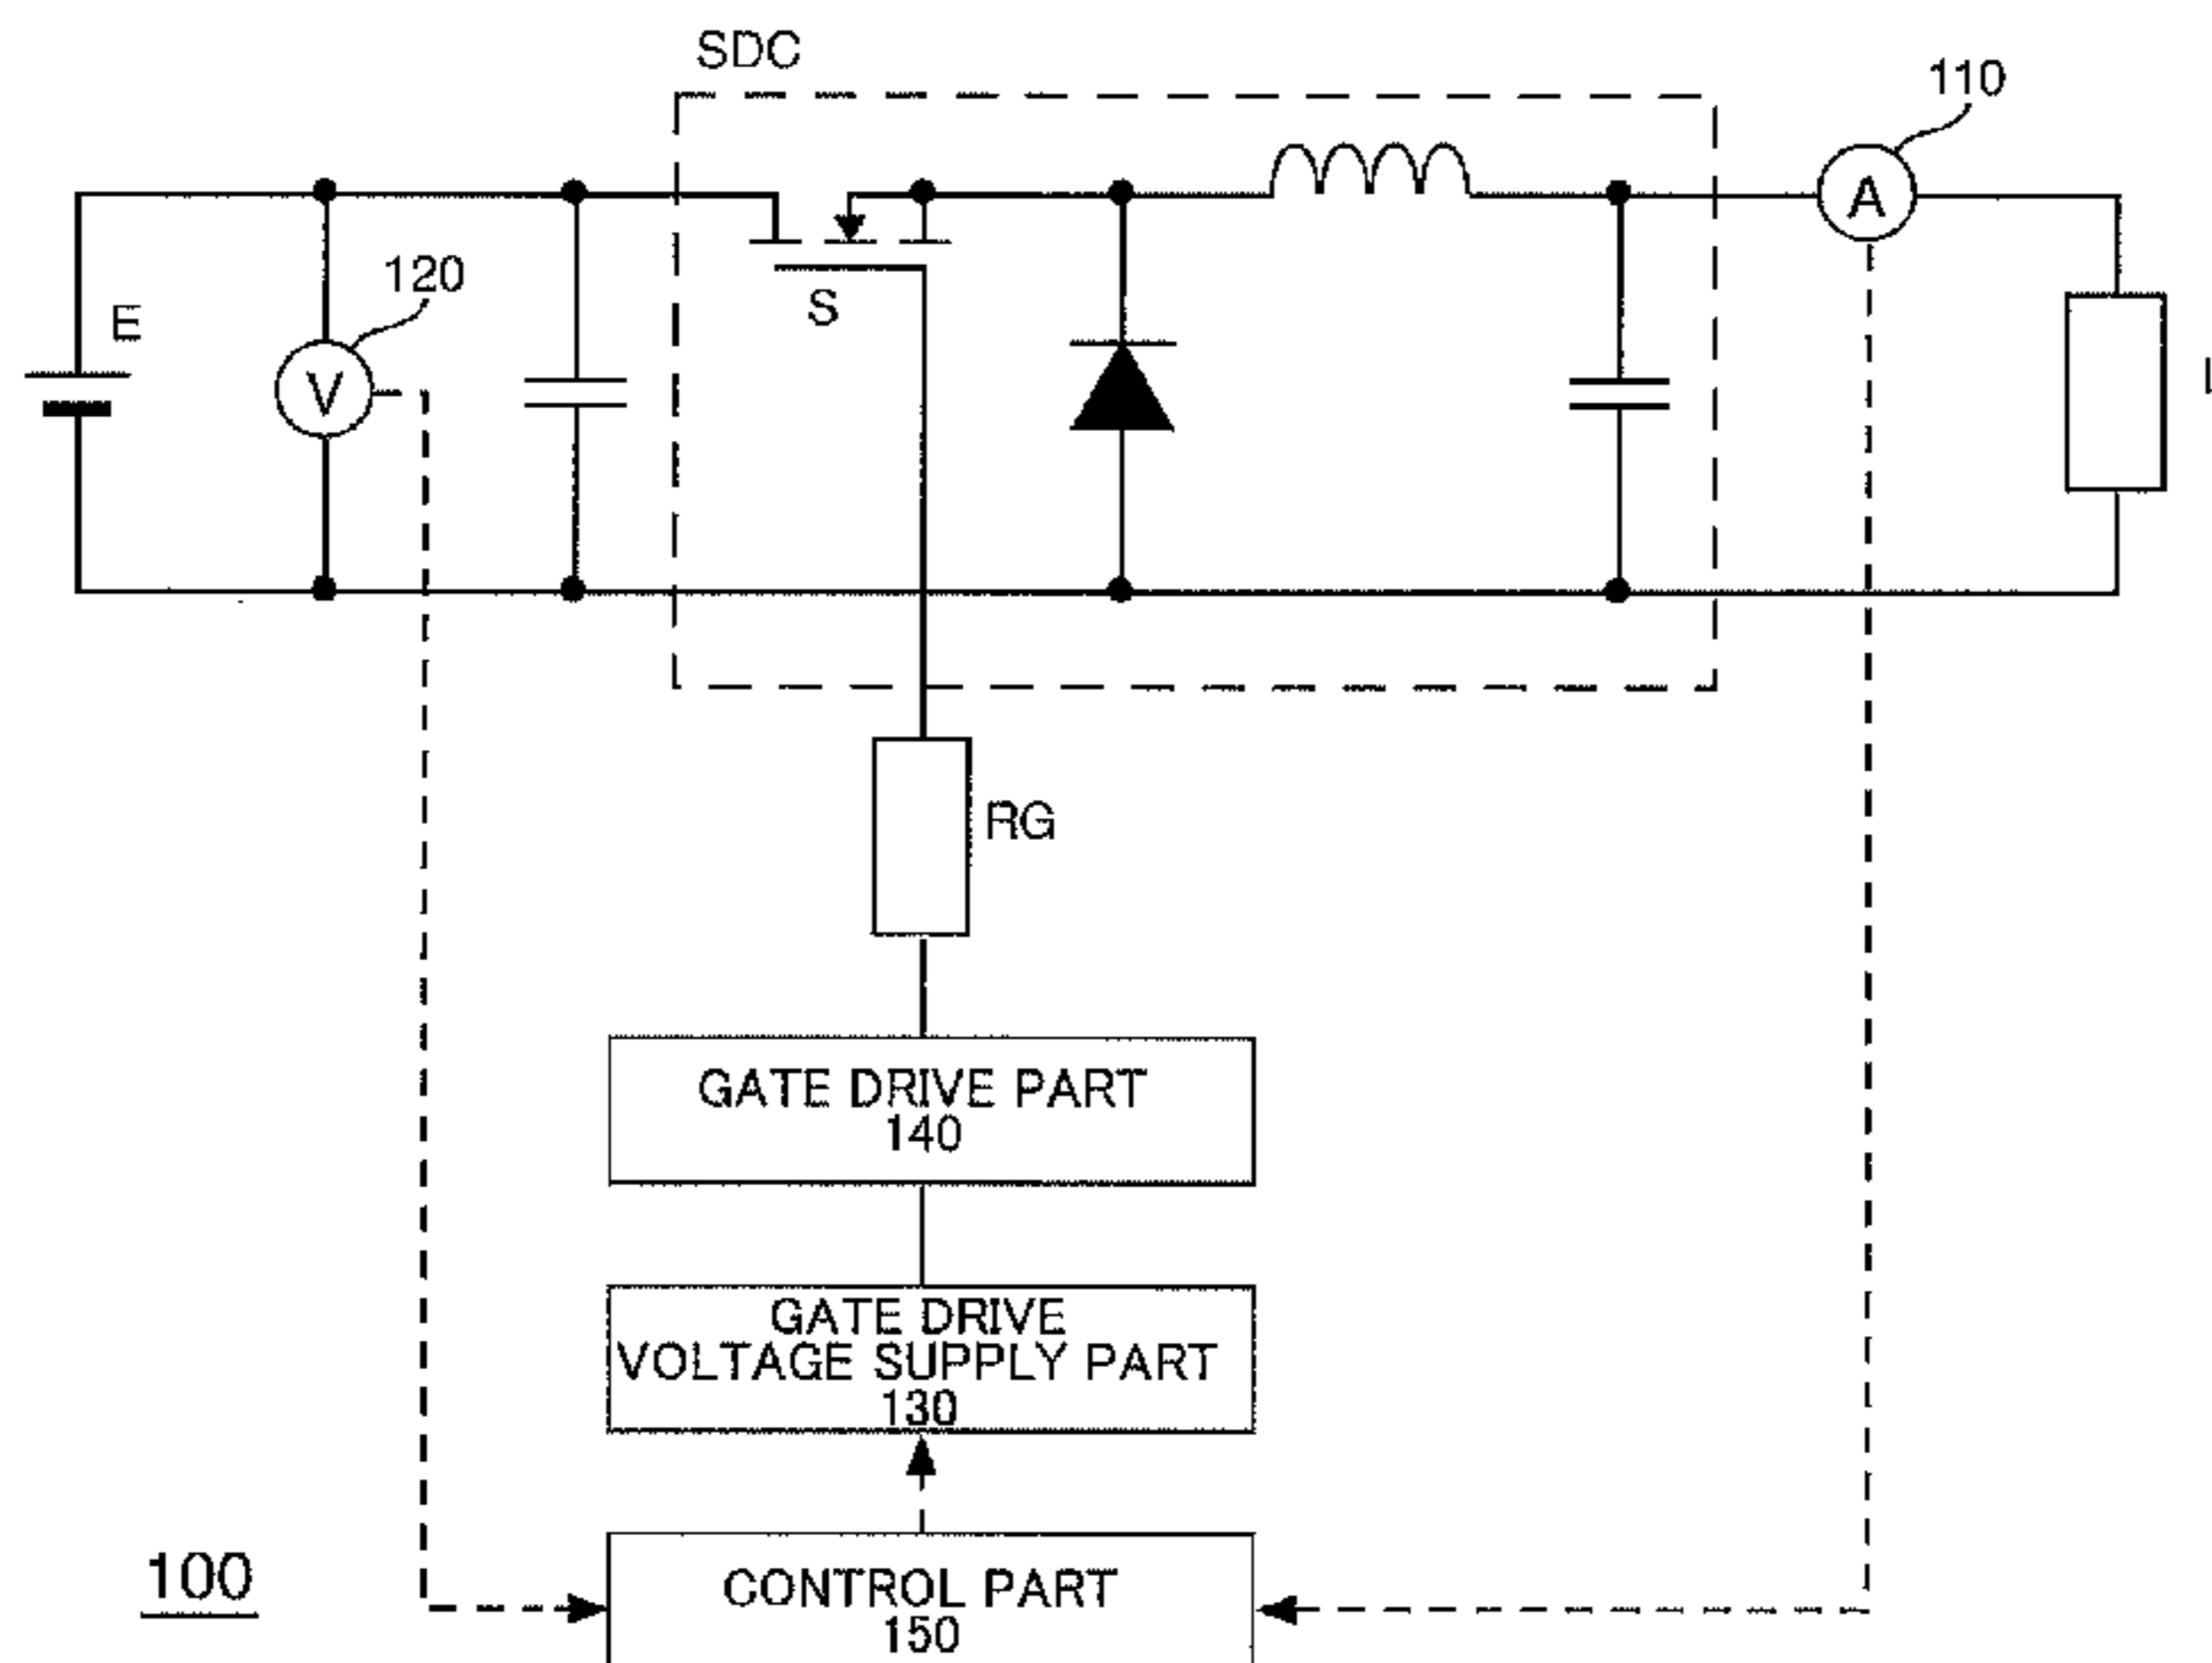 SDC
110
A
120
E
V
S
RG
GATE DRIVE PART
140
GATE DRIVE
VOLTAGE SUPPLY PART
130
100
CONTROL PART
150